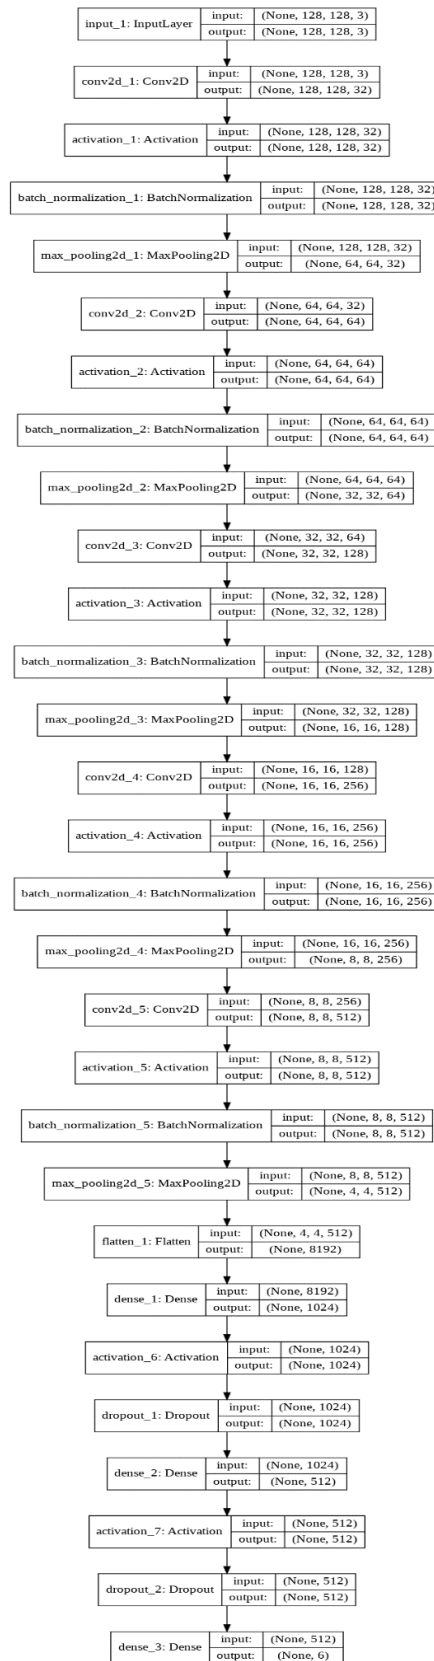 input_1: InputLayer input: (None, 128, 128, 3)
output: (None, 128, 128, 3)
conv2d_1: Conv2D input: (None, 128, 128, 3)
output: (None, 128, 128, 32)
activation_1: Activation input: (None, 128, 128, 32)
output: (None, 128, 128, 32)
batch_normalization_1: BatchNormalization input: (None, 128, 128, 32)
output: (None, 128, 128, 32)
max_pooling2d_1: MaxPooling2D input: (None, 128, 128, 32)
output: (None, 64, 64, 32)
conv2d_2: Conv2D input: (None, 64, 64, 32)
output: (None, 64, 64, 64)
activation_2: Activation input: (None, 64, 64, 64)
output: (None, 64, 64, 64)
batch_normalization_2: BatchNormalization input: (None, 64, 64, 64)
output: (None, 64, 64, 64)
max_pooling2d_2: MaxPooling2D input: (None, 64, 64, 64)
output: (None, 32, 32, 64)
conv2d_3: Conv2D input: (None, 32, 32, 64)
output: (None, 32, 32, 128)
activation_3: Activation input: (None, 32, 32, 128)
output: (None, 32, 32, 128)
batch_normalization_3: BatchNormalization input: (None, 32, 32, 128)
output: (None, 32, 32, 128)
max_pooling2d_3: MaxPooling2D input: (None, 32, 32, 128)
output: (None, 16, 16, 128)
conv2d_4: Conv2D input: (None, 16, 16, 128)
output: (None, 16, 16, 256)
activation_4: Activation input: (None, 16, 16, 256)
output: (None, 16, 16, 256)
batch_normalization_4: BatchNormalization input: (None, 16, 16, 256)
output: (None, 16, 16, 256)
max_pooling2d_4: MaxPooling2D input: (None, 16, 16, 256)
output: (None, 8, 8, 256)
conv2d_5: Conv2D input: (None, 8, 8, 256)
output: (None, 8, 8, 512)
activation_5: Activation input: (None, 8, 8, 512)
output: (None, 8, 8, 512)
batch_normalization_5: BatchNormalization input: (None, 8, 8, 512)
output: (None, 8, 8, 512)
max_pooling2d_5: MaxPooling2D input: (None, 8, 8, 512)
output: (None, 4, 4, 512)
flatten_1: Flatten input: (None, 4, 4, 512)
output: (None, 8192)
dense_1: Dense input: (None, 8192)
output: (None, 1024)
activation_6: Activation input: (None, 1024)
output: (None, 1024)
dropout_1: Dropout input: (None, 1024)
output: (None, 1024)
dense_2: Dense input: (None, 1024)
output: (None, 512)
activation_7: Activation input: (None, 512)
output: (None, 512)
dropout_2: Dropout input: (None, 512)
output: (None, 512)
dense_3: Dense input: (None, 512)
output: (None, 6)